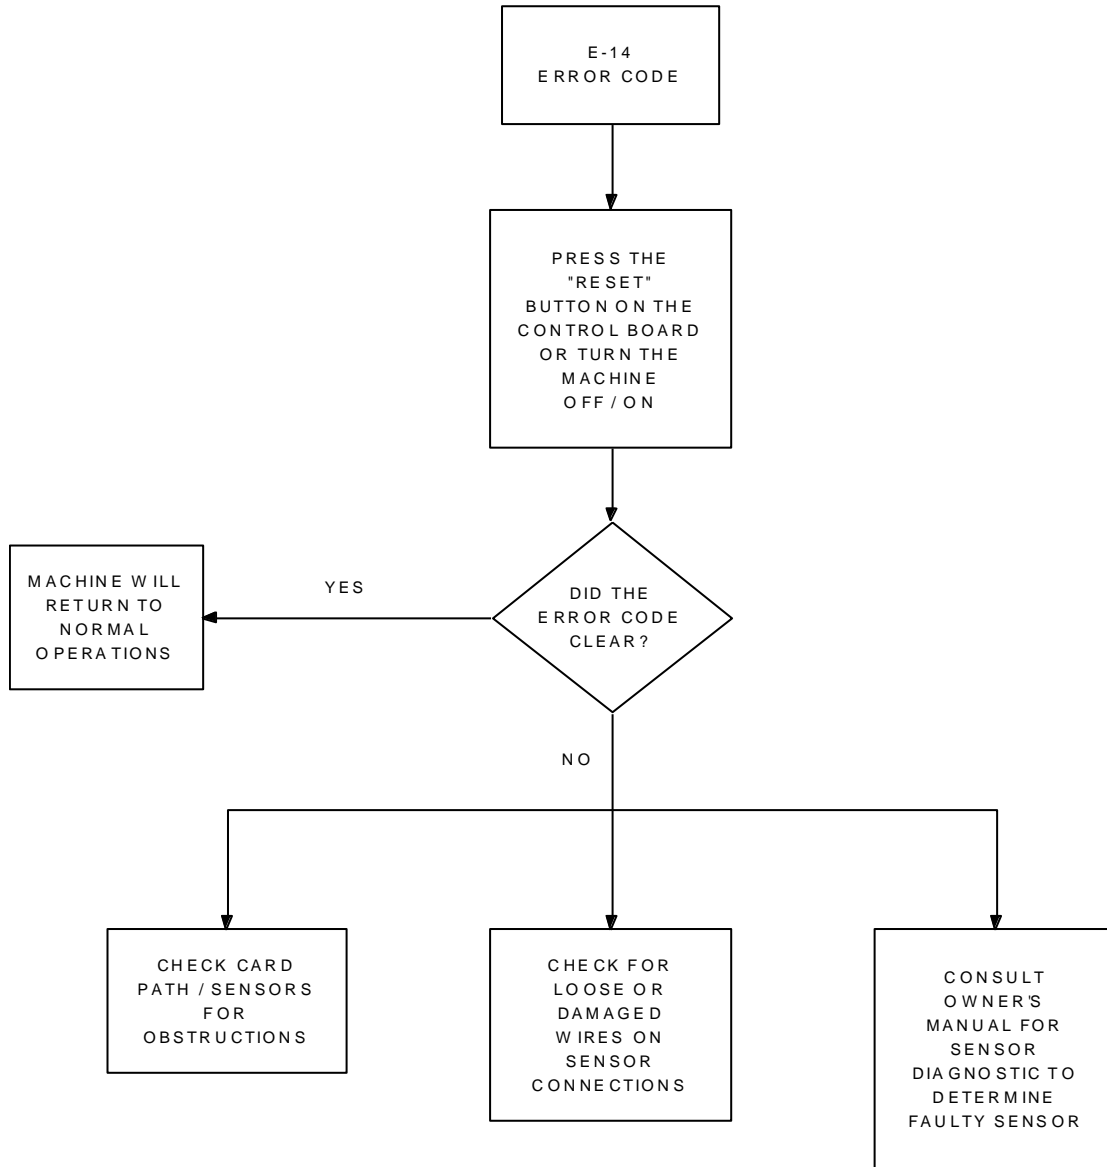 E-14
ERROR CODE
PRESS THE
"RESET"
BUTTON ON THE
CONTROL BOARD
OR TURN THE
MACHINE
OFF / ON
DID THE
ERROR CODE
CLEAR?
YES
MACHINE WILL
RETURN TO
NORMAL
OPERATIONS
NO
CHECK CARD
PATH / SENSORS
FOR
OBSTRUCTIONS
CHECK FOR
LOOSE OR
DAMAGED
WIRES ON
SENSOR
CONNECTIONS
CONSULT
OWNER'S
MANUAL FOR
SENSOR
DIAGNOSTIC TO
DETERMINE
FAULTY SENSOR